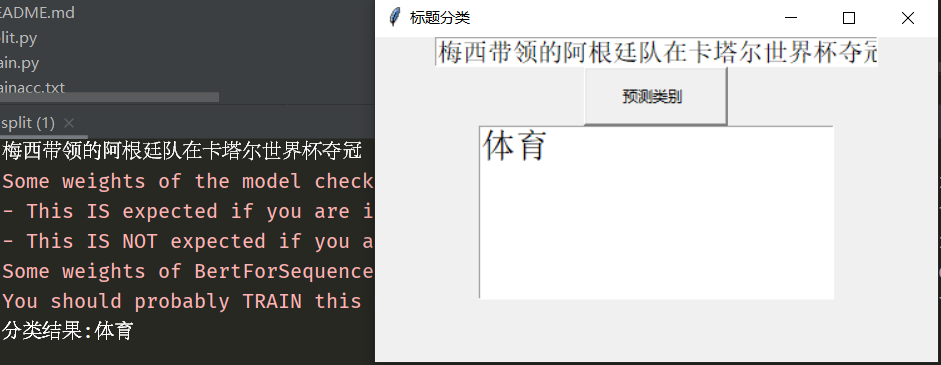 EADME.md
lit.py
ain.py
ainacc.txt
split (1)
梅西带领的阿根廷队在卡塔尔世界杯夺冠
Some weights of the model check
- This IS expected if you are i
- This IS NOT expected if you a
Some weights of BertForSequence
You should probably TRAIN this
分类结果:体育
标题分类
梅西带领的阿根廷队在卡塔尔世界杯夺冠
预测类别
体育